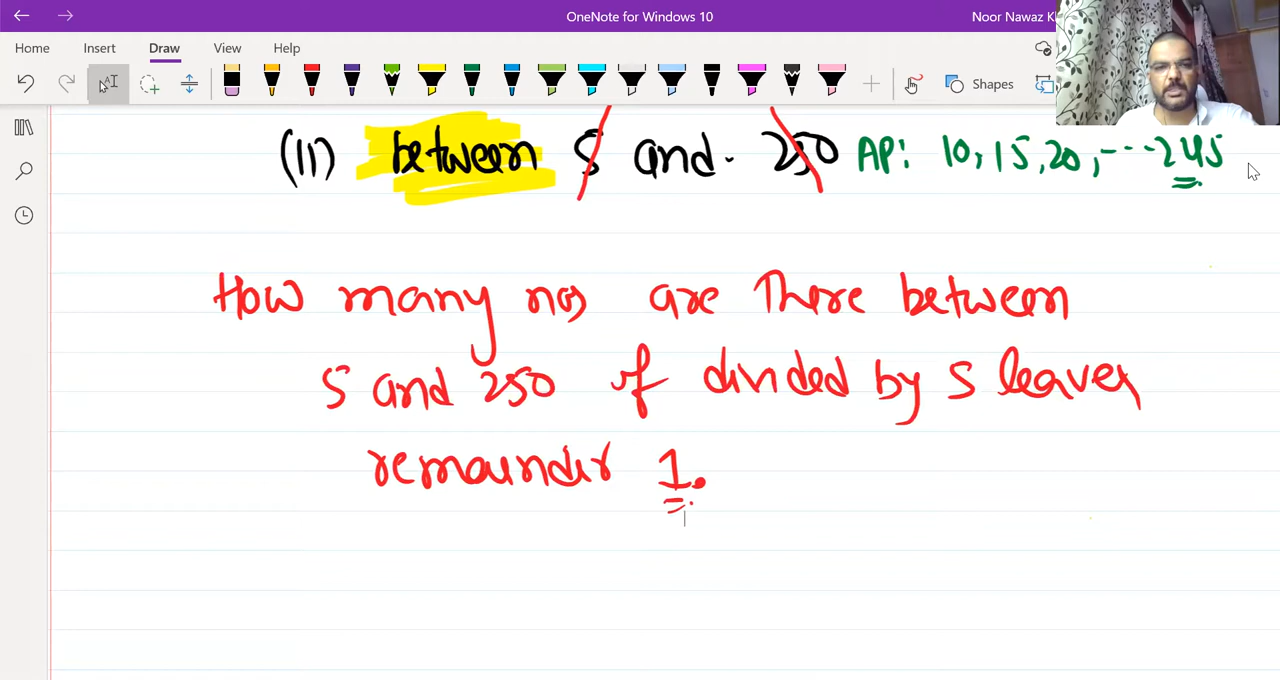 OneNote for Windows 10
Noor Nawaz K
Home Insert Draw View Help
Shapes
(11) between 5 and 250 AP: 10, 15, 20, --- 245
How many nos are there between
5 and 250 if divided by 5 leaves
remainder 1.